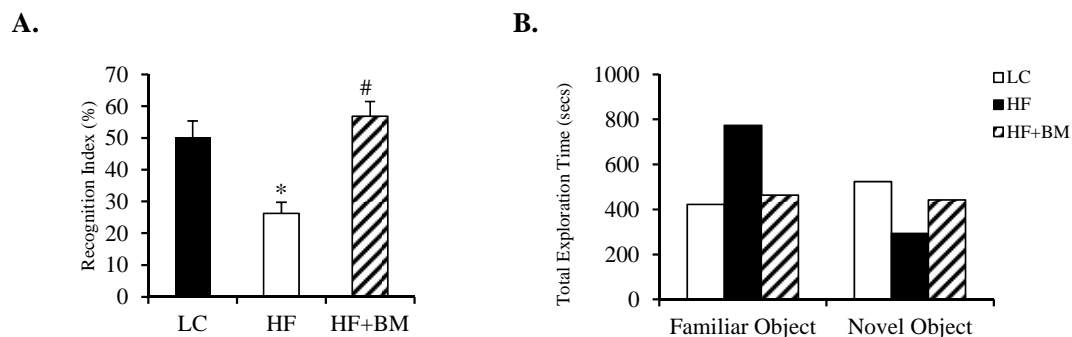 A.
B.
Recognition Index (%)
70
60
50
40
30
20
10
0
*
#
LC
HF
HF+BM
Total Exploration Time (secs)
1000
800
600
400
200
0
Familiar Object
Novel Object
LC
HF
HF+BM